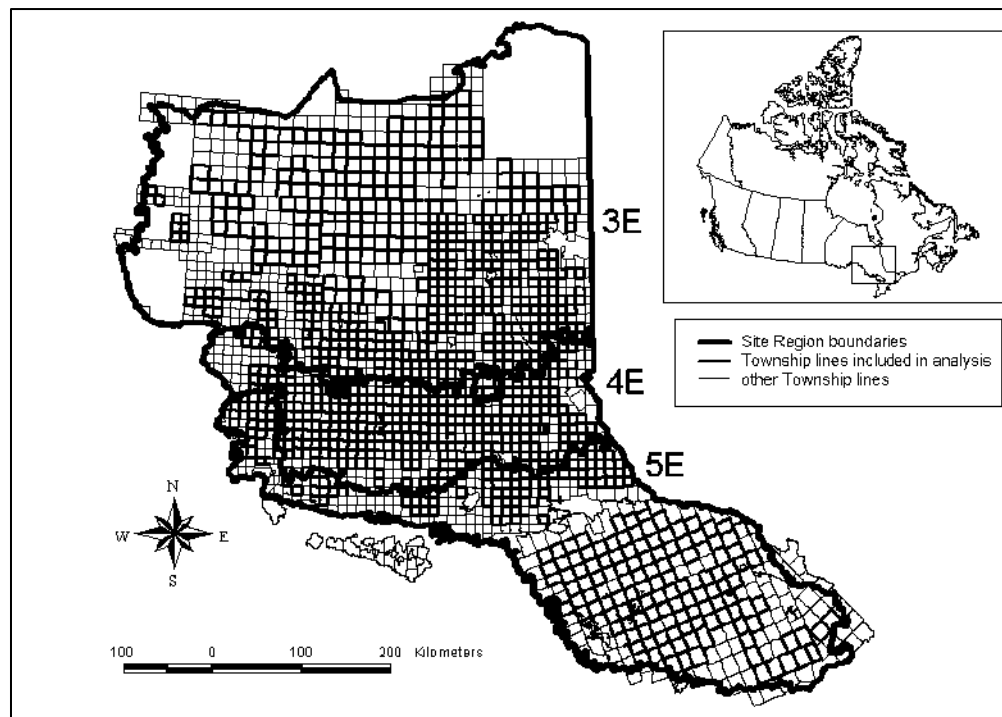 3E
4E
5E
Site Region boundaries
Township lines included in analysis
other Township lines
N
W E
S
100 0 100 200 Kilometers